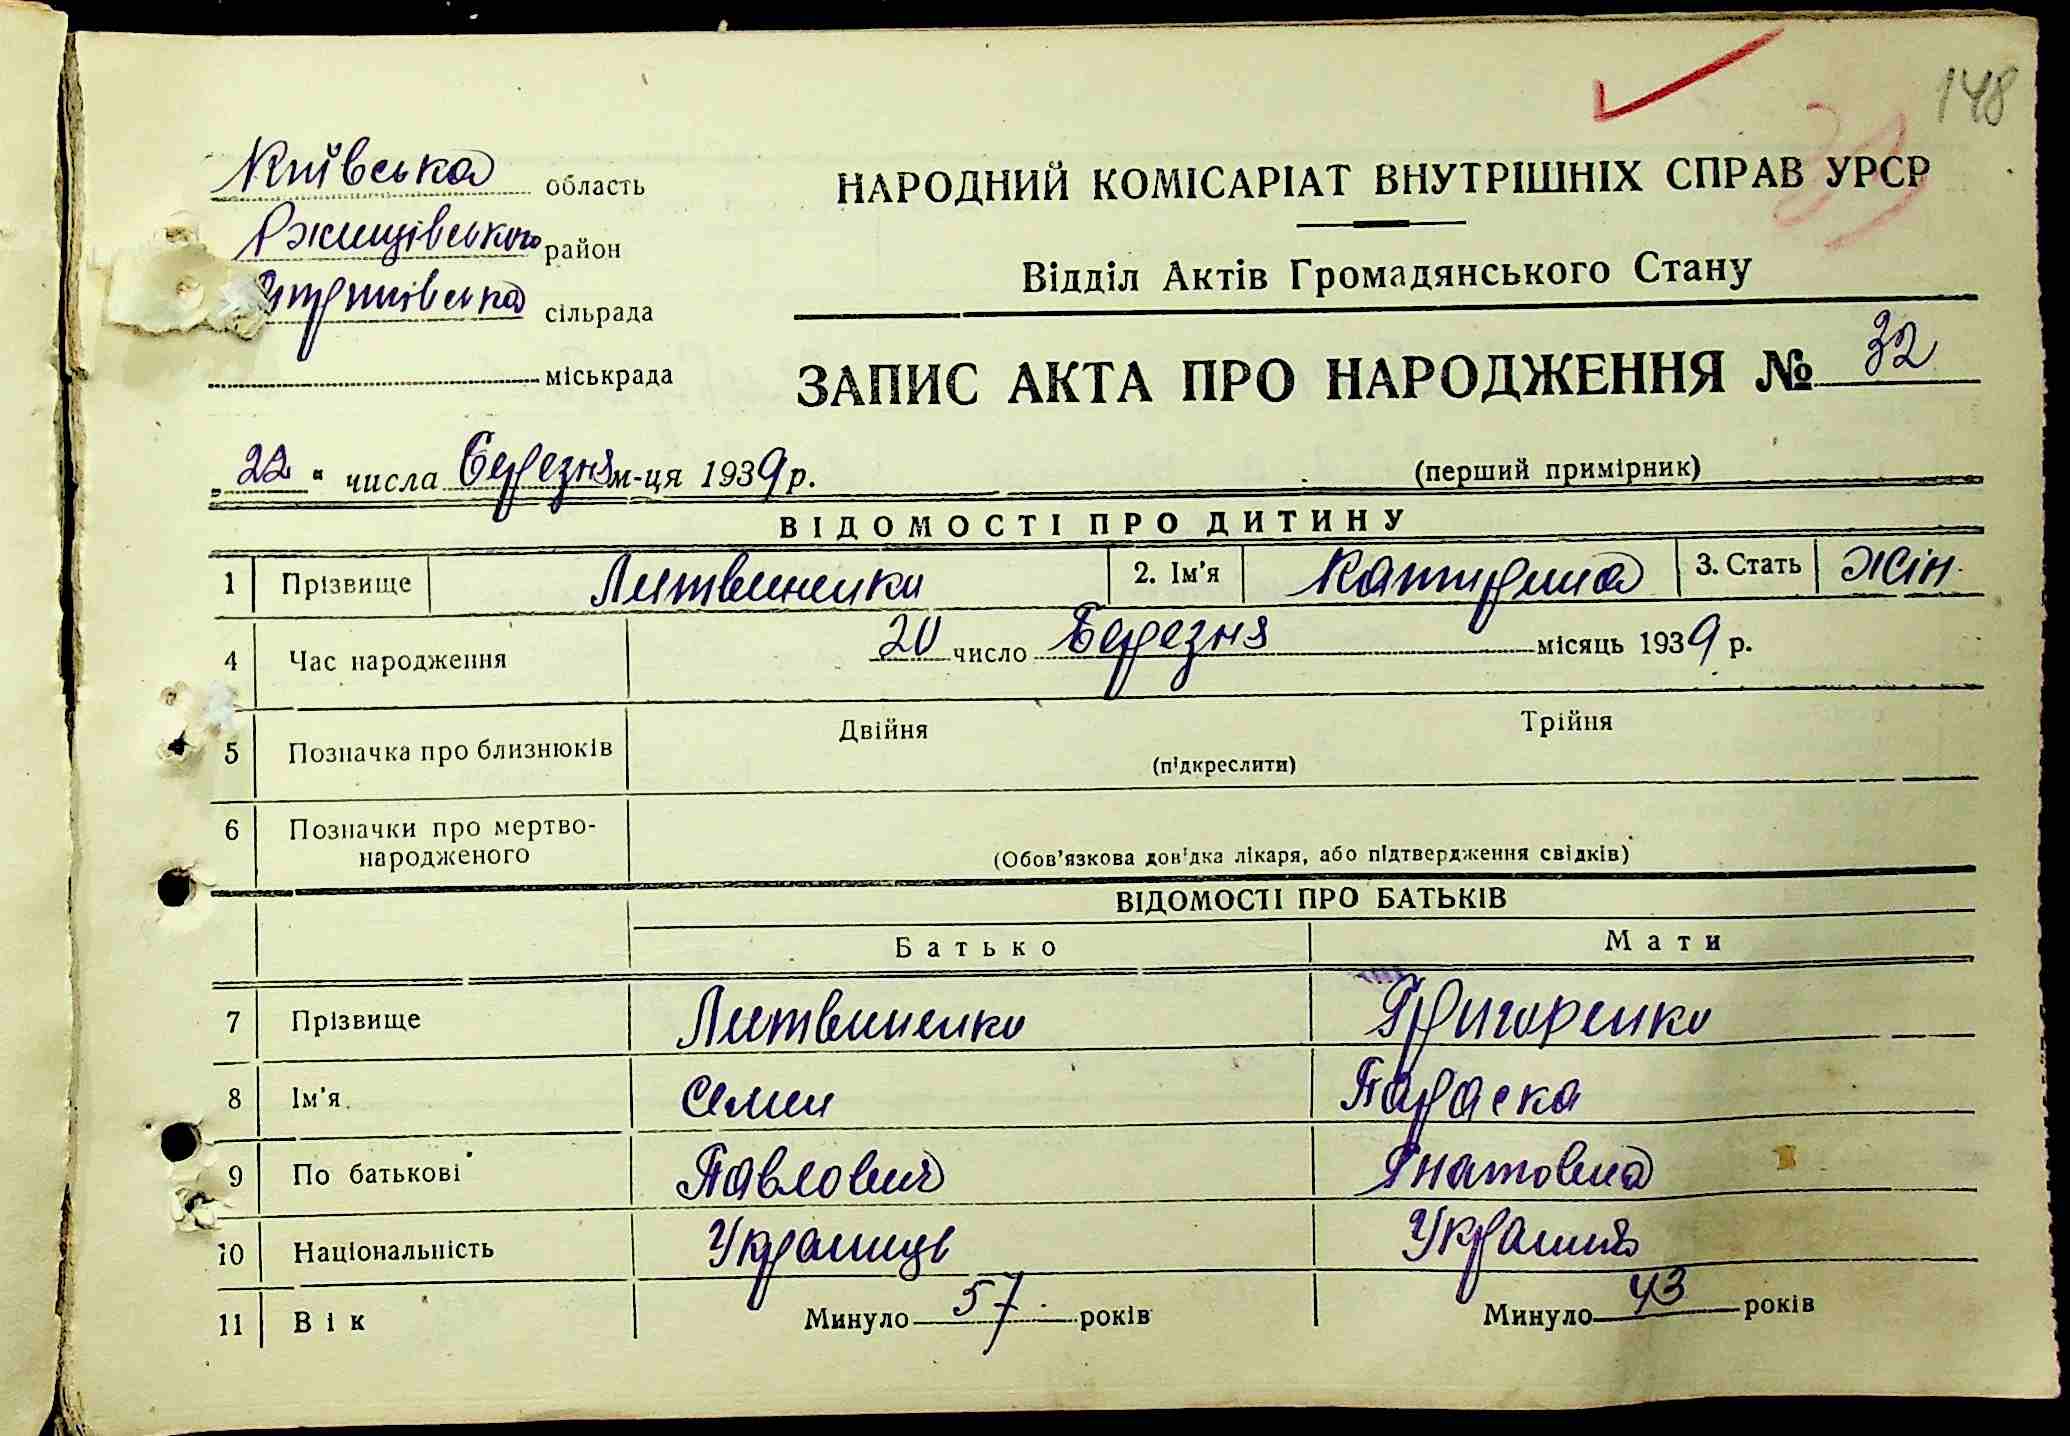 148
Київська область
Ржищівського район
сільрада
міськрада
НАРОДНИЙ КОМІСАРІАТ ВНУТРІШНІХ СПРАВ УРСР
Відділ Актів Громадянського Стану
ЗАПИС АКТА ПРО НАРОДЖЕННЯ № 32
„22“ числа Березня м-ця 1939 р.
(перший примірник)
ВІДОМОСТІ ПРО ДИТИНУ
1 Прізвище Литвиненко 2. Ім'я Катирина 3. Стать жін.
4 Час народження 20 число Березня місяць 1939 р.
5 Позначка про близнюків Двійня Трійня
(підкреслити)
6 Позначки про мертво-
народженого
(Обов'язкова довідка лікаря, або підтвердження свідків)
ВІДОМОСТІ ПРО БАТЬКІВ
Батько Мати
7 Прізвище Литвиненко Григоренко
8 Ім'я Семен Параска
9 По батькові Павлович Гнатовна
10 Національність Українець Українка
11 Вік Минуло 57 років Минуло 43 років